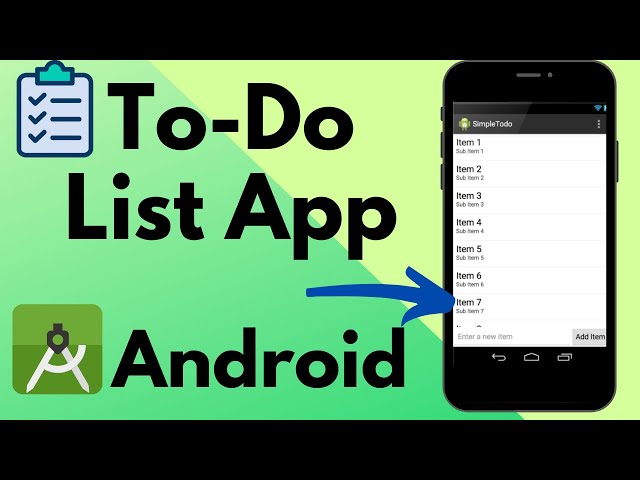 To-Do
List App
Android
SimpleTodo
Item 1
Sub Item 1
Item 2
Sub Item 2
Item 3
Sub Item 3
Item 4
Sub Item 4
Item 5
Sub Item 5
Item 6
Sub Item 6
Item 7
Sub Item 7
Enter a new item
Add Item